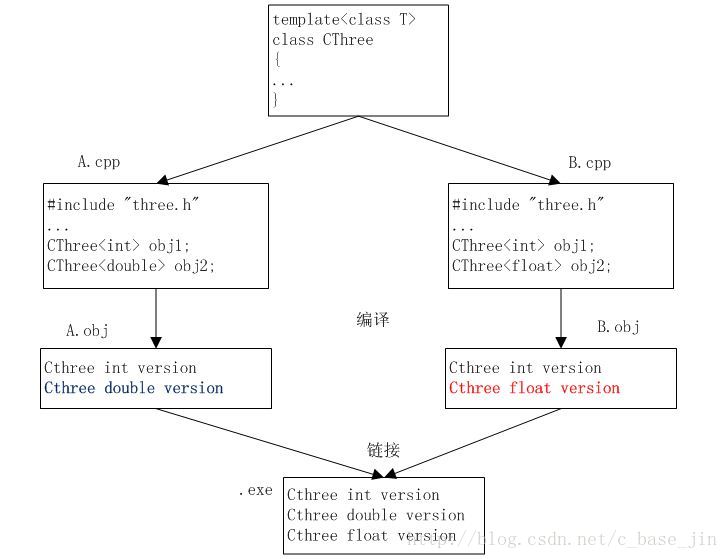 template<class T>
class CThree
{
...
}
A.cpp
B.cpp
#include "three.h"
...
CThree<int> obj1;
CThree<double> obj2;
#include "three.h"
...
CThree<int> obj1;
CThree<float> obj2;
A.obj
编译
B.obj
Cthree int version
Cthree double version
Cthree int version
Cthree float version
链接
.exe
Cthree int version
Cthree double version
Cthree float version
http://blog.csdn.net/c_base_jin